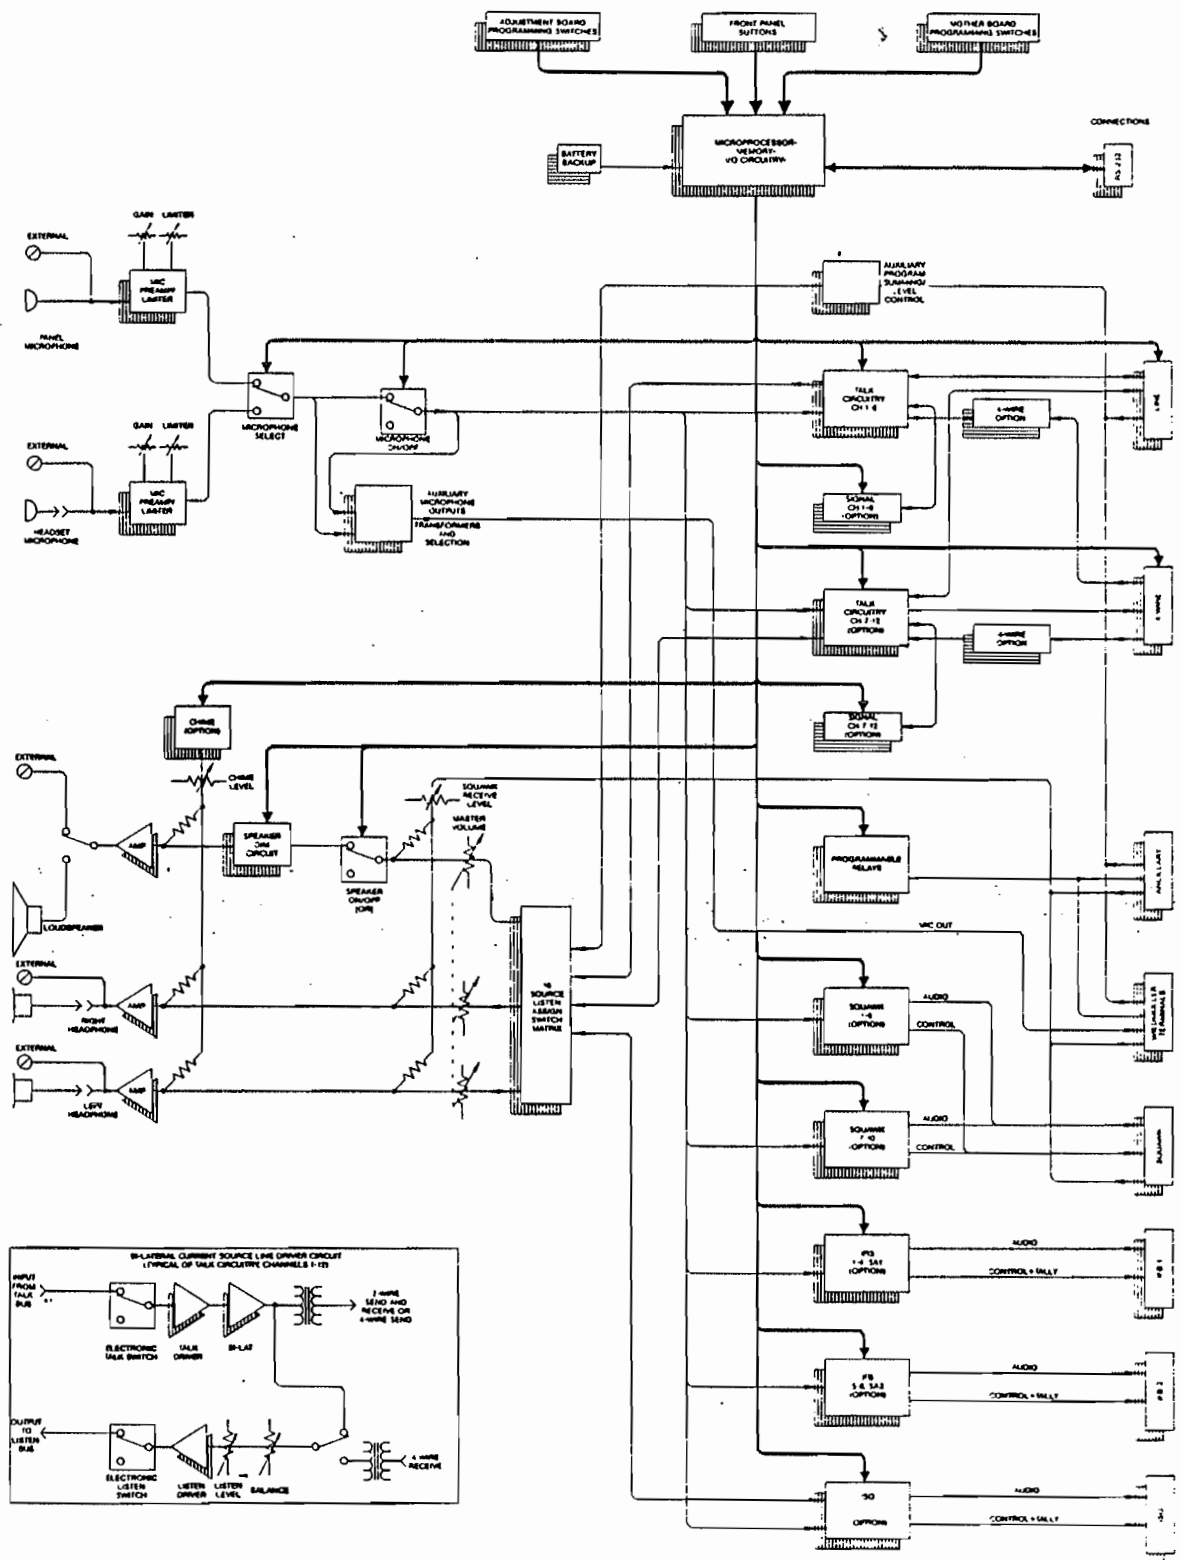 ADJUSTMENT BOARD
PROGRAMMING SWITCHES
FRONT PANEL
BUTTONS
MOTHER BOARD
PROGRAMMING SWITCHES
MICROPROCESSOR-
MEMORY-
I/O CIRCUITRY-
BATTERY
BACKUP
CONNECTIONS
RS-232
GAIN LIMITER
EXTERNAL
MIC
PREAMP/
LIMITER
PANEL
MICROPHONE
AUXILIARY
PROGRAM
SUMMING/
LEVEL
CONTROL
MICROPHONE
SELECT
MICROPHONE
ON/OFF
TALK
CIRCUITRY
CH 1-6
4-WIRE
OPTION
LINE
GAIN LIMITER
EXTERNAL
MIC
PREAMP/
LIMITER
HEADSET
MICROPHONE
AUXILIARY
MICROPHONE
OUTPUTS
TRANSFORMERS
AND
SELECTION
SIGNAL
CH 1-6
(OPTION)
TALK
CIRCUITRY
CH 7-12
(OPTION)
4-WIRE
OPTION
4-WIRE
SIGNAL
CH 7-12
(OPTION)
CHIME
(OPTION)
CHIME
LEVEL
EXTERNAL
AMP
SPEAKER
DIM
CIRCUIT
SPEAKER
ON/OFF
RECEIVE
LEVEL
MASTER
VOLUME
LOUDSPEAKER
PROGRAMMABLE
RELAYS
MIC OUT
EXTERNAL
AMP
RIGHT
HEADPHONE
SOURCE
LISTEN
ASSIGN
SWITCH
MATRIX
(OPTION)
AUDIO
CONTROL
TERMINALS
EXTERNAL
AMP
LEFT
HEADPHONE
(OPTION)
AUDIO
CONTROL
(OPTION)
AUDIO
CONTROL + TALLY
IFB 1
IFB
5-8, SA2
(OPTION)
AUDIO
CONTROL + TALLY
IFB 2
ISO
OPTION)
AUDIO
CONTROL + TALLY
ISO
BI-LATERAL CURRENT SOURCE LINE DRIVER CIRCUIT
(TYPICAL OF TALK CIRCUITRY, CHANNELS 1-12)
INPUT
FROM
TALK
BUS
ELECTRONIC
TALK SWITCH
TALK
DRIVER
BI-LAT
2-WIRE
SEND AND
RECEIVE OR
4-WIRE SEND
OUTPUT
TO
LISTEN
BUS
ELECTRONIC
LISTEN
SWITCH
LISTEN
DRIVER
LISTEN
LEVEL
BALANCE
4-WIRE
RECEIVE